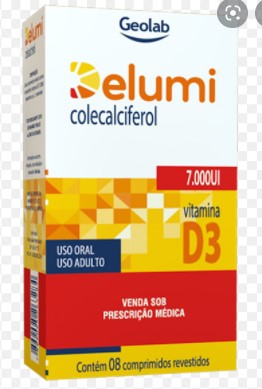 Geolab
Delumi
colecalciferol
7.000UI
vitamina
D3
USO ORAL
USO ADULTO
VENDA SOB
PRESCRIÇÃO MÉDICA
Contém 08 comprimidos revestidos